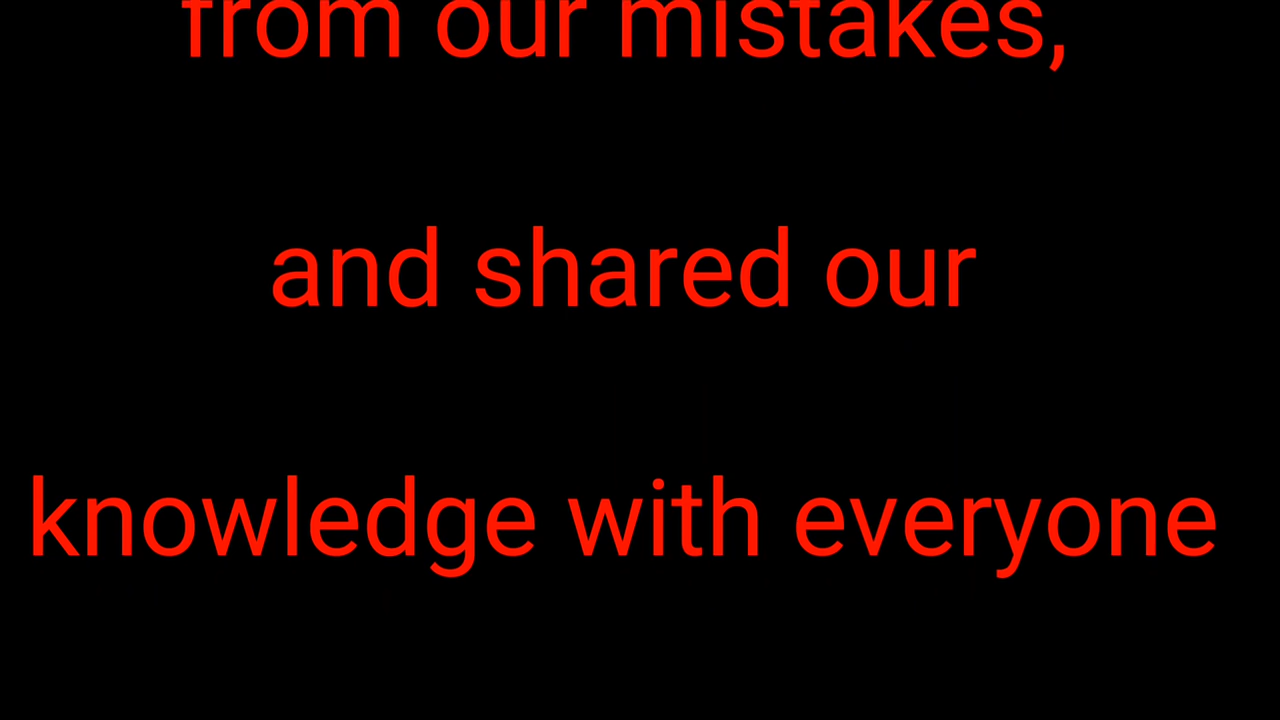 from our mistakes,
and shared our
knowledge with everyone